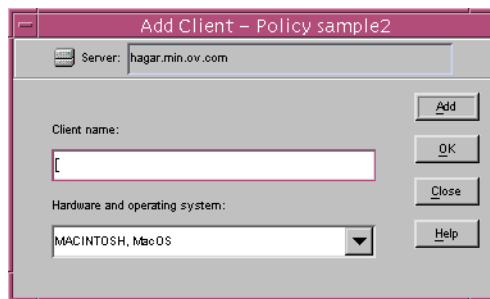 Add Client – Policy sample2
Server: hagar.min.ov.com
Client name:
[
Hardware and operating system:
MACINTOSH, MacOS
Add
OK
Close
Help